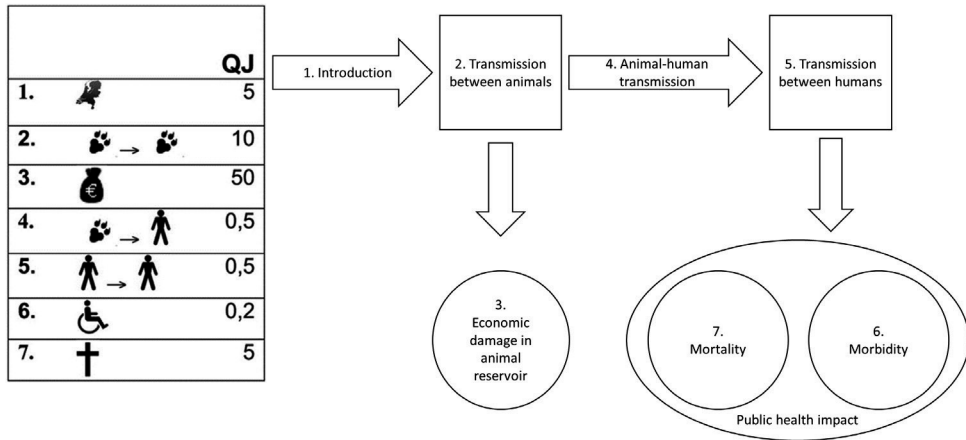 QJ
1. 5
2. → 10
3. € 50
4. → 0,5
5. → 0,5
6. 0,2
7. 5
1. Introduction
2. Transmission
between animals
4. Animal-human
transmission
5. Transmission
between humans
3.
Economic
damage in
animal
reservoir
7.
Mortality
6.
Morbidity
Public health impact